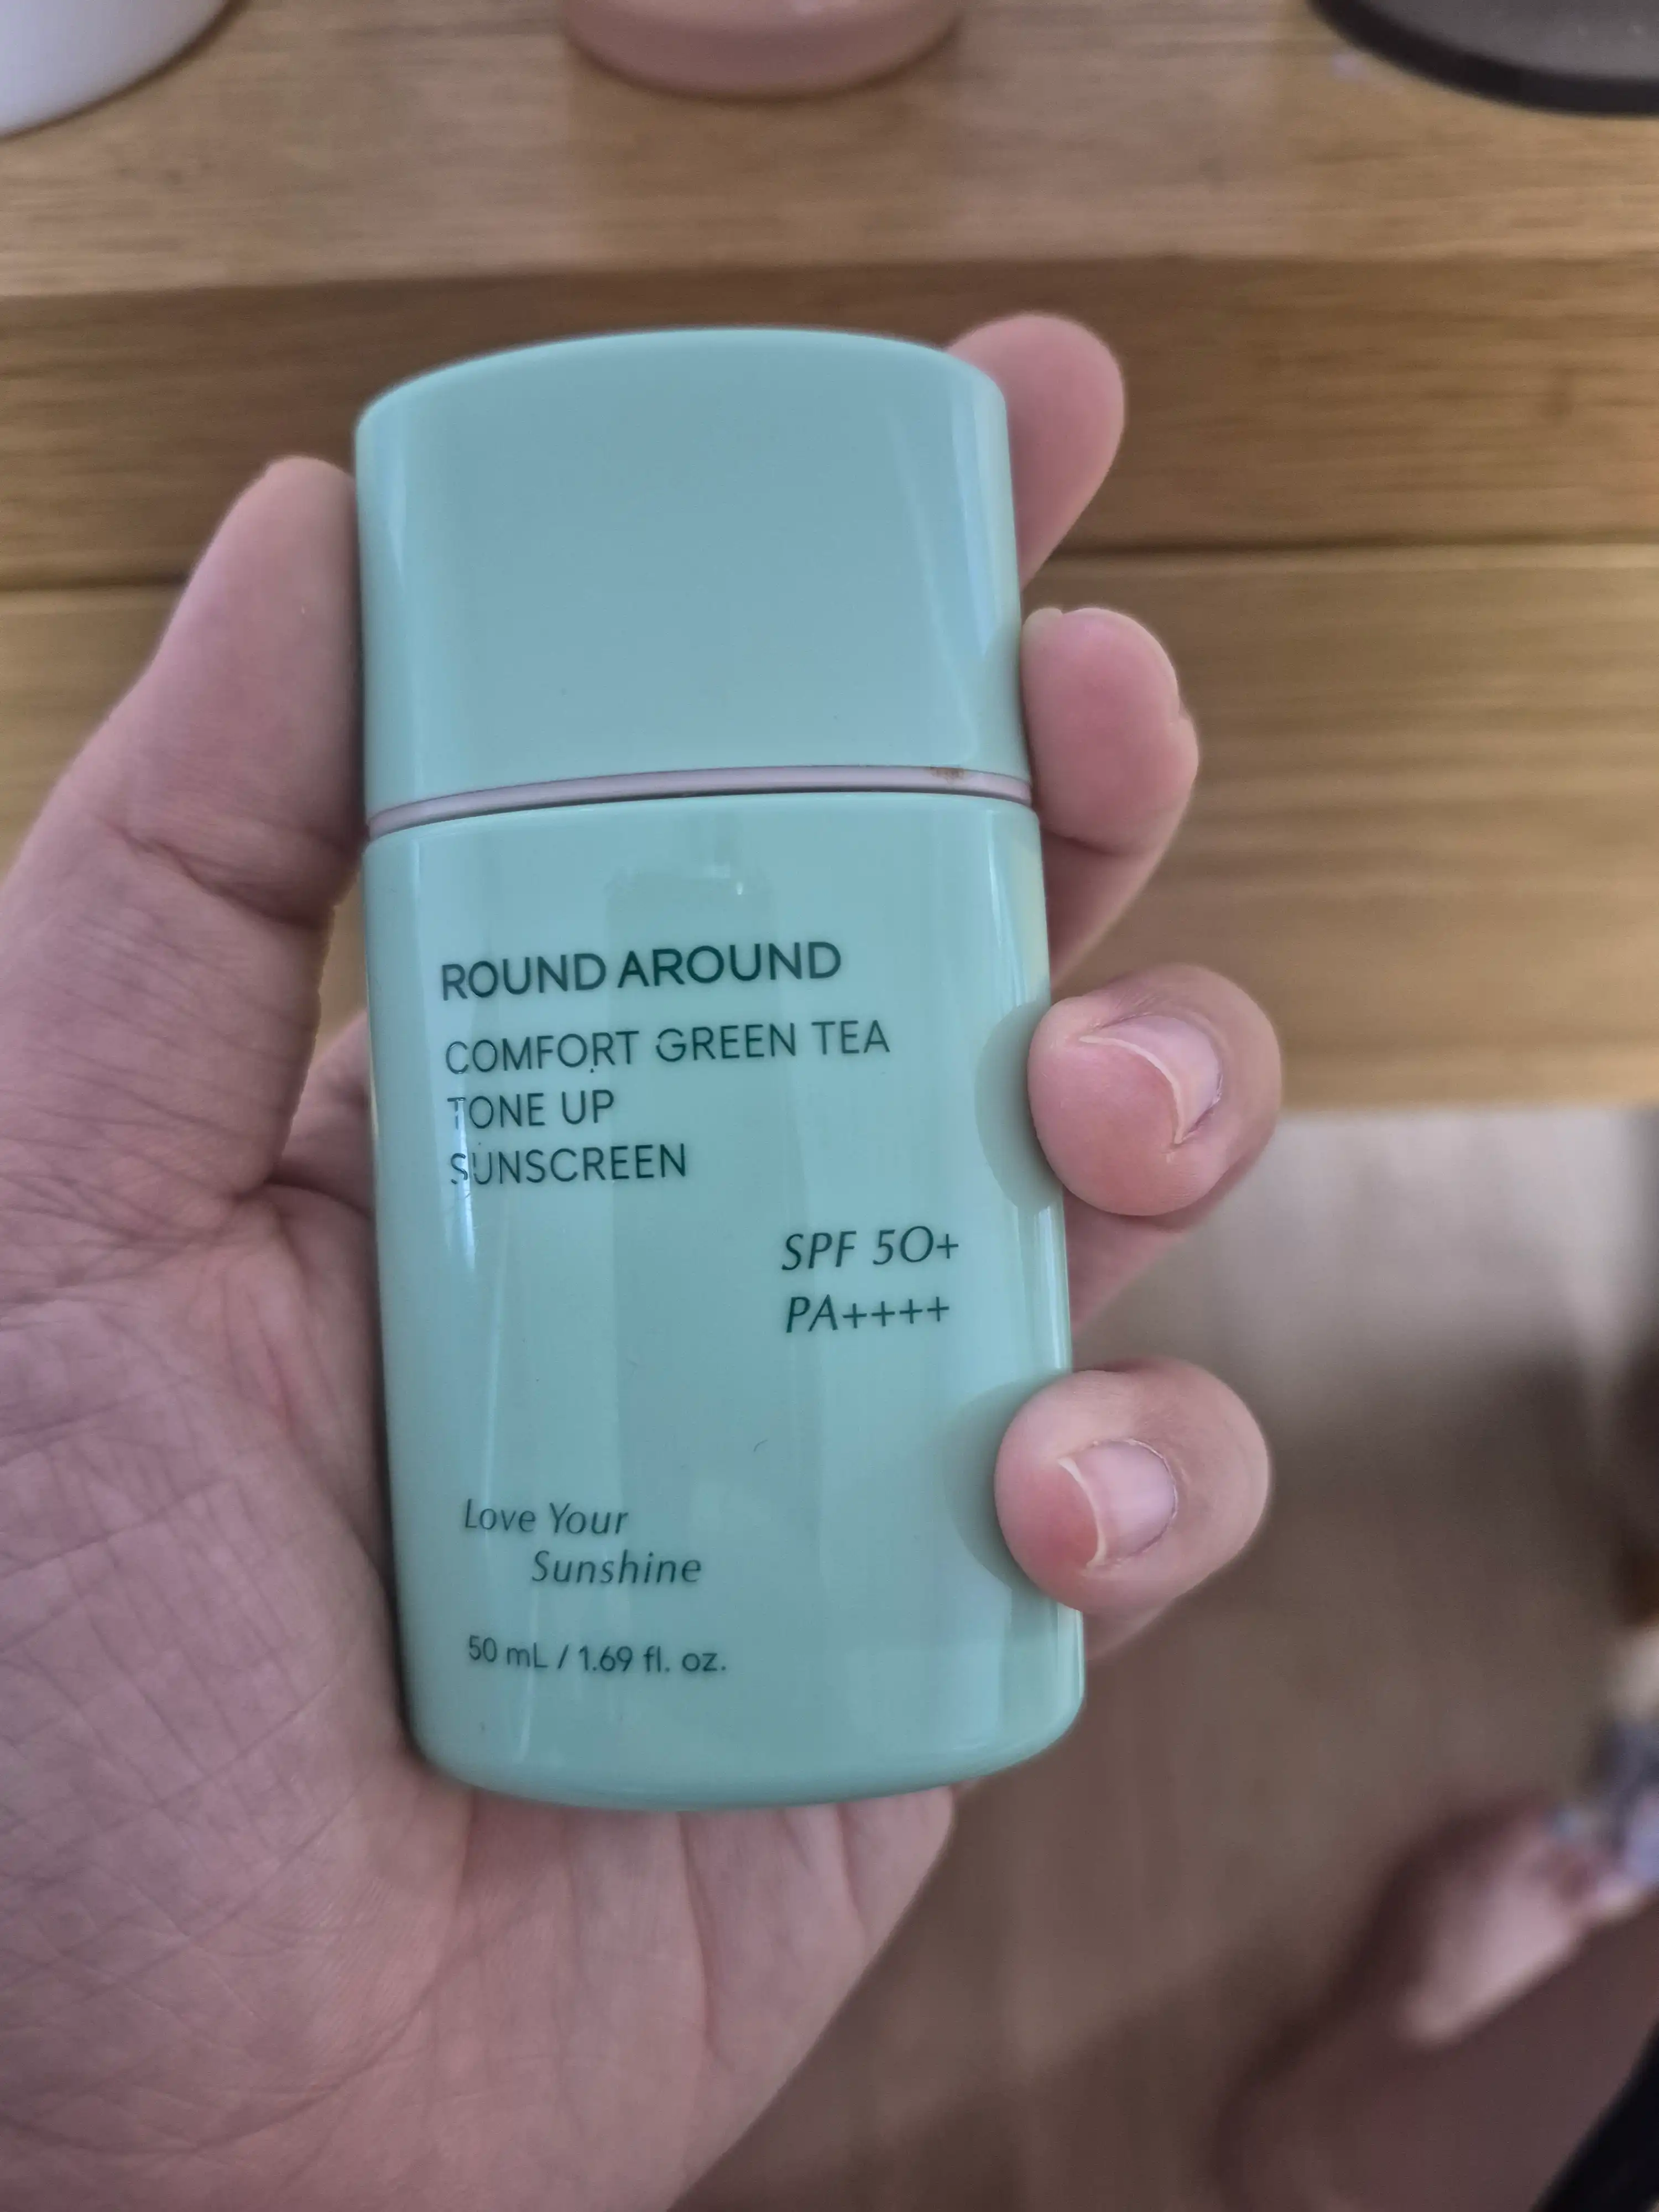 ROUND AROUND
COMFORT GREEN TEA
TONE UP
SUNSCREEN
SPF 50+
PA++++
Love Your
Sunshine
50 mL / 1.69 fl. oz.